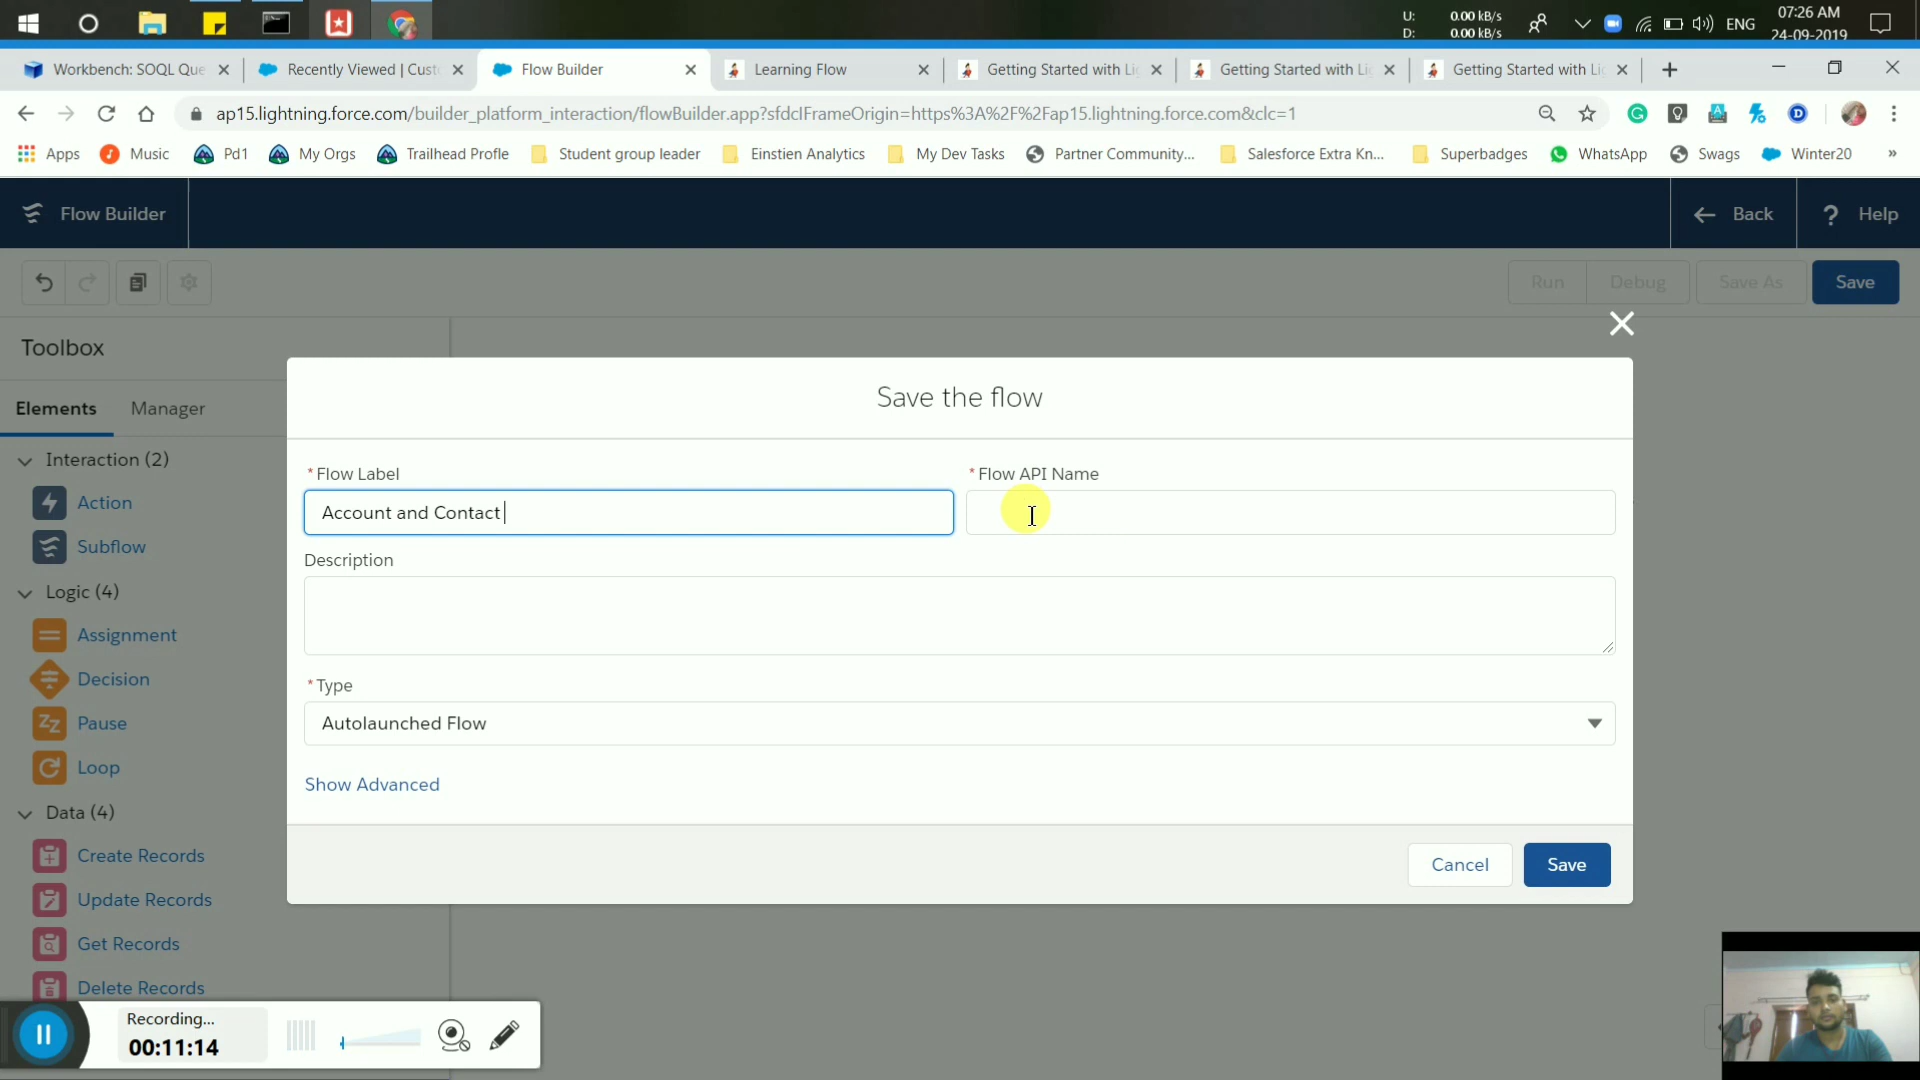 U: 0.00 kB/s
D: 0.00 kB/s
ENG
07:26 AM
24-09-2019
Workbench: SOQL Que
Recently Viewed | Cust
Flow Builder
Learning Flow
Getting Started with Li
Getting Started with Li
Getting Started with Li
ap15.lightning.force.com/builder_platform_interaction/flowBuilder.app?sfdcIFrameOrigin=https%3A%2F%2Fap15.lightning.force.com&clc=1
Apps
Music
Pd1
My Orgs
Trailhead Profle
Student group leader
Einstien Analytics
My Dev Tasks
Partner Community...
Salesforce Extra Kn...
Superbadges
WhatsApp
Swags
Winter20
»
Flow Builder
Back
? Help
Run
Debug
Save As
Save
Toolbox
Elements
Manager
Interaction (2)
Action
Subflow
Logic (4)
Assignment
Decision
Pause
Loop
Data (4)
Create Records
Update Records
Get Records
Delete Records
Save the flow
* Flow Label
* Flow API Name
Account and Contact
Description
* Type
Autolaunched Flow
Show Advanced
Cancel
Save
Recording...
00:11:14